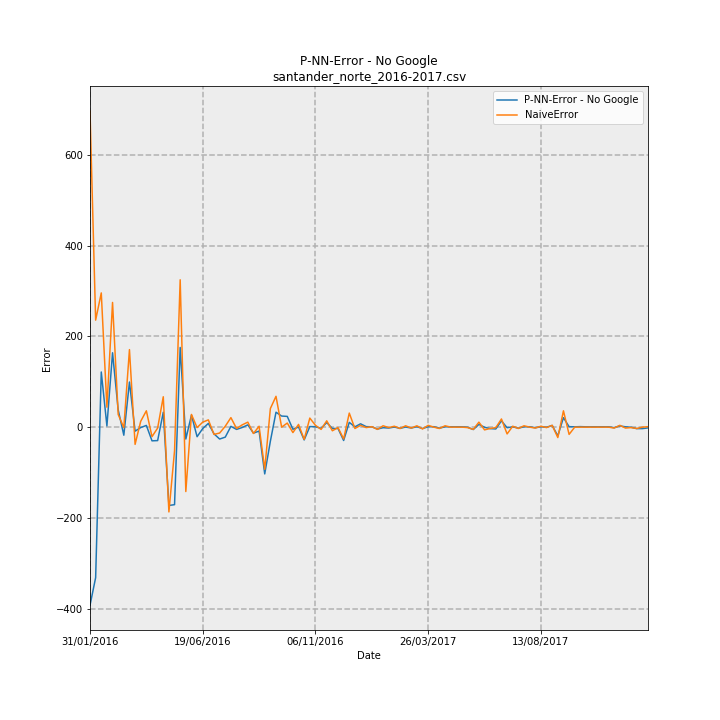 P-NN-Error - No Google
santander_norte_2016-2017.csv
P-NN-Error - No Google
NaiveError
600
400
200
0
−200
−400
Error
31/01/2016 19/06/2016 06/11/2016 26/03/2017 13/08/2017
Date